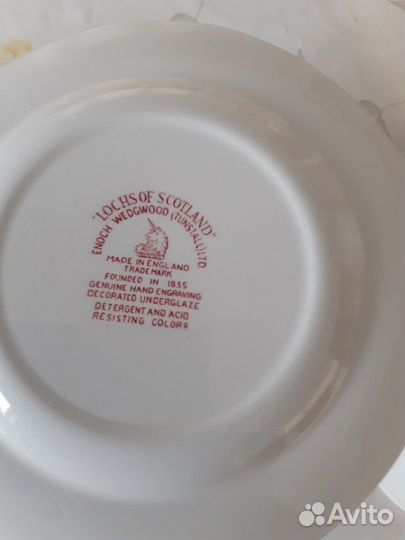 "LOCHS OF SCOTLAND"
ENOCH WEDGWOOD (TUNSTALL) LTD.
MADE IN ENGLAND
TRADE MARK
FOUNDED IN 1835
GENUINE HAND ENGRAVING
DECORATED UNDERGLAZE
DETERGENT AND ACID
RESISTING COLORS
Avito